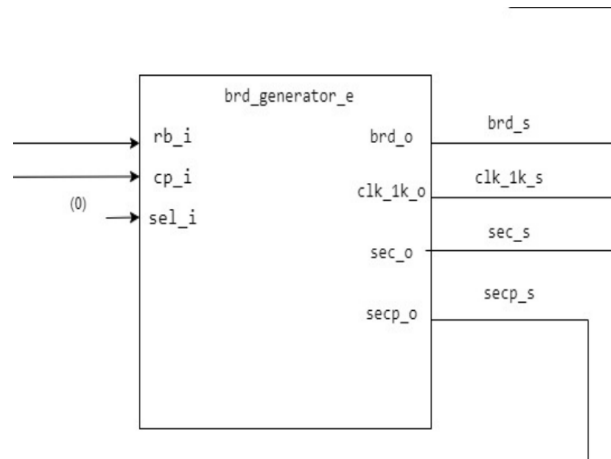 brd_generator_e
rb_i
brd_o
brd_s
cp_i
clk_1k_o
clk_1k_s
(0)
sel_i
sec_o
sec_s
secp_o
secp_s